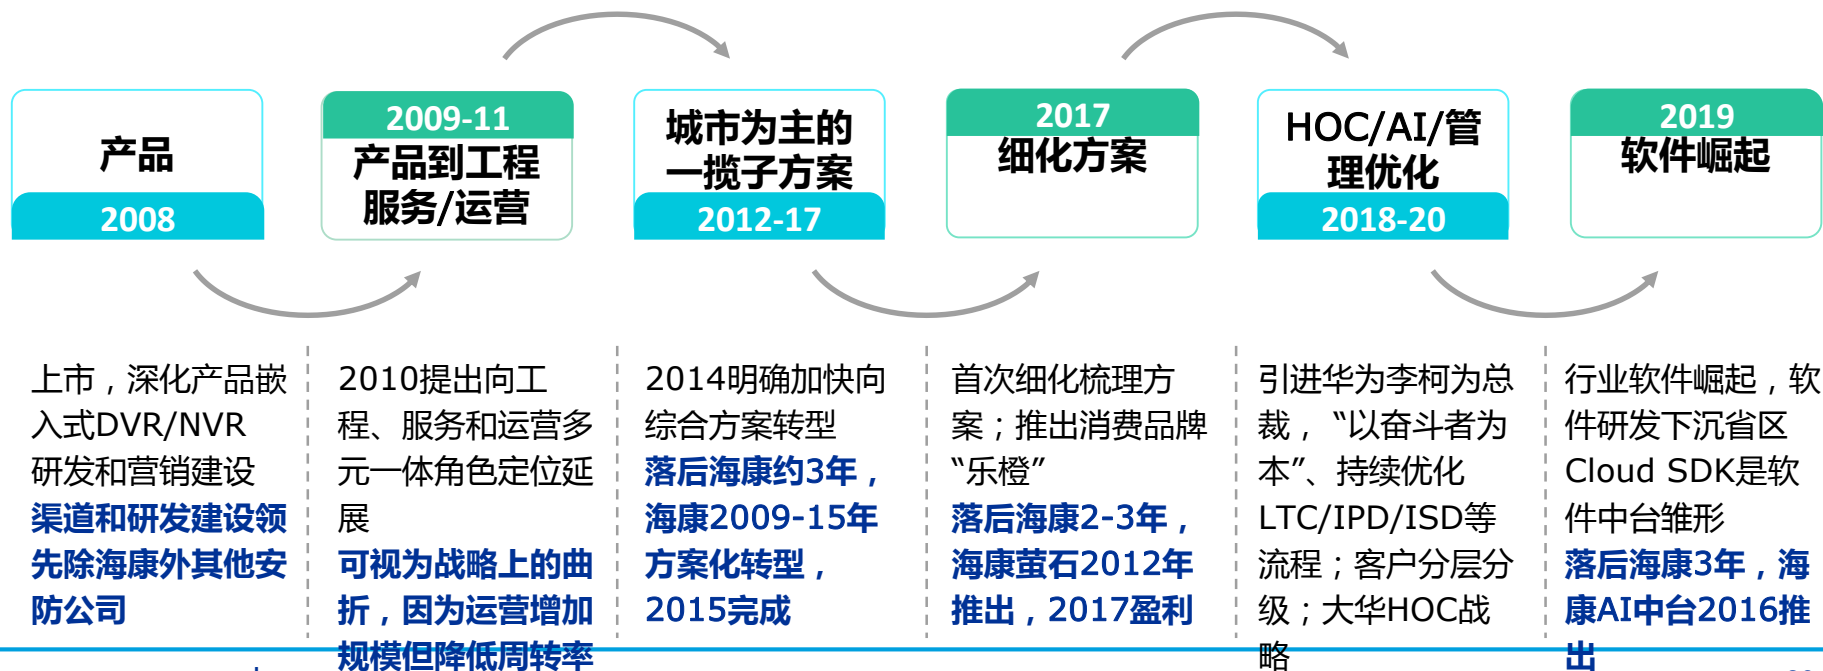 产品
2008
2009-11
产品到工程
服务/运营
城市为主的
一揽子方案
2012-17
2017
细化方案
HOC/AI/管
理优化
2018-20
2019
软件崛起
上市，深化产品嵌
入式DVR/NVR
研发和营销建设
渠道和研发建设领
先除海康外其他安
防公司
2010提出向工
程、服务和运营多
元一体角色定位延
展
可视为战略上的曲
折，因为运营增加
规模但降低周转率
2014明确加快向
综合方案转型
落后海康约3年，
海康2009-15年
方案化转型，
2015完成
首次细化梳理方
案；推出消费品牌
“乐橙”
落后海康2-3年，
海康萤石2012年
推出，2017盈利
引进华为李柯为总
裁，“以奋斗者为
本”、持续优化
LTC/IPD/ISD等
流程；客户分层分
级；大华HOC战
略
行业软件崛起，软
件研发下沉省区
Cloud SDK是软
件中台雏形
落后海康3年，海
康AI中台2016推
出